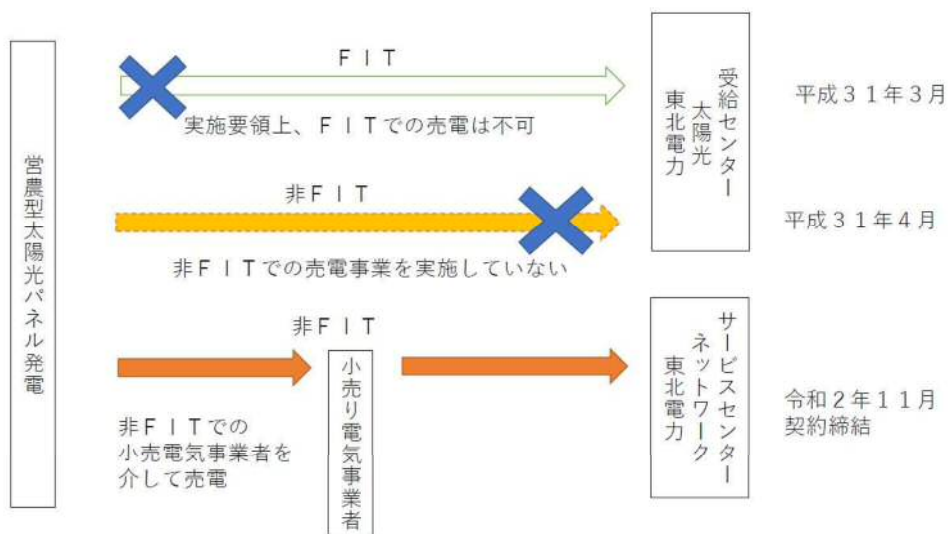 営農型太陽光パネル発電
ＦＩＴ
実施要領上、ＦＩＴでの売電は不可
受給センター
太陽光
東北電力
平成３１年３月
非ＦＩＴ
非ＦＩＴでの売電事業を実施していない
平成３１年４月
非ＦＩＴ
非ＦＩＴでの
小売電気事業者を
介して売電
小売り電気事業者
サービスセンター
ネットワーク
東北電力
令和２年１１月
契約締結